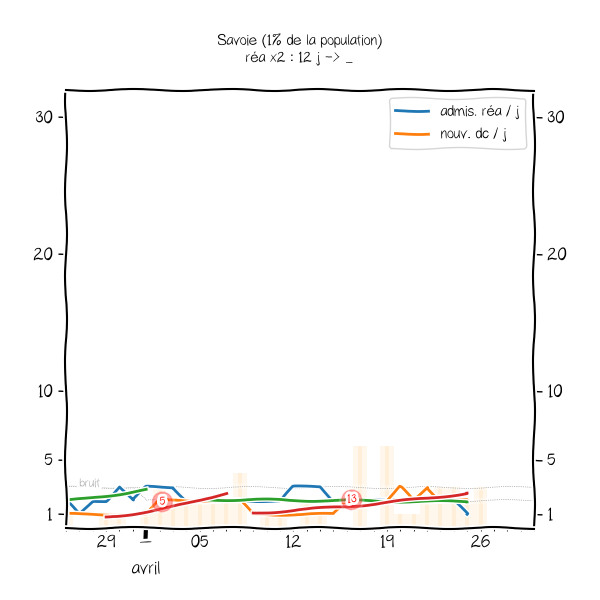 Savoie (1% de la population)
réa x2 : 12 j -> _
admis. réa / j
nouv. dc / j
30
30
20
20
10
10
5
5
bruit
5
13
1
1
29
05
12
19
26
avril